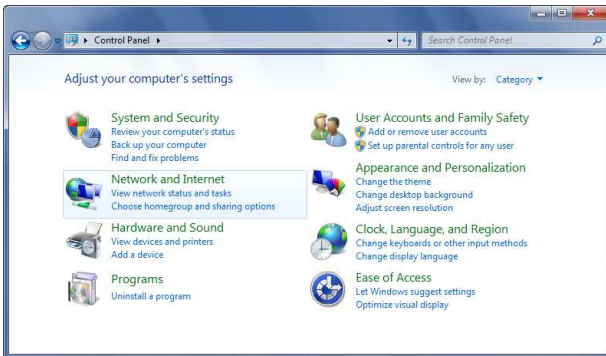 Control Panel
Search Control Panel
Adjust your computer's settings
View by: Category
System and Security
Review your computer's status
Back up your computer
Find and fix problems
Network and Internet
View network status and tasks
Choose homegroup and sharing options
Hardware and Sound
View devices and printers
Add a device
Programs
Uninstall a program
User Accounts and Family Safety
Add or remove user accounts
Set up parental controls for any user
Appearance and Personalization
Change the theme
Change desktop background
Adjust screen resolution
Clock, Language, and Region
Change keyboards or other input methods
Change display language
Ease of Access
Let Windows suggest settings
Optimize visual display